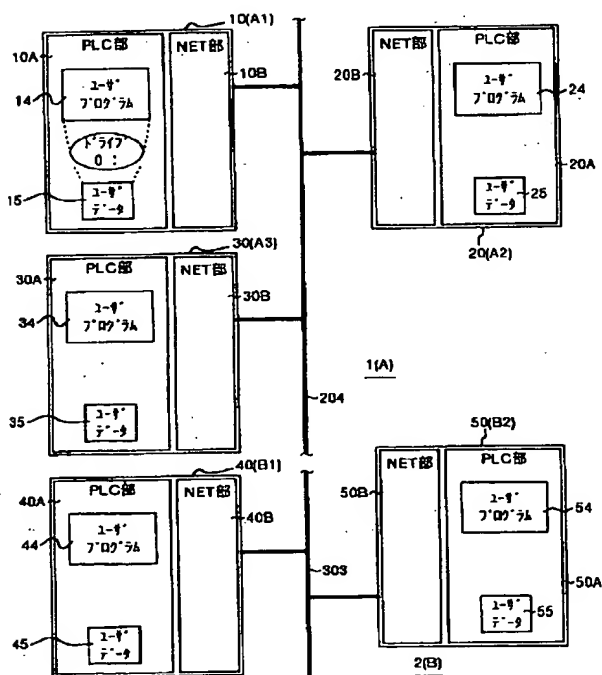 10(A1)
10A
PLC部
NET部
10B
14
ユーザ
プログラム
ドライブ
0 :
15
ユーザ
データ
20B
NET部
PLC部
ユーザ
プログラム
24
20A
ユーザ
データ
25
20(A2)
30(A3)
30A
PLC部
NET部
30B
34
ユーザ
プログラム
35
ユーザ
データ
1(A)
204
40(B1)
40A
PLC部
NET部
40B
44
ユーザ
プログラム
45
ユーザ
データ
303
50(B2)
50B
NET部
PLC部
ユーザ
プログラム
54
50A
ユーザ
データ
55
2(B)